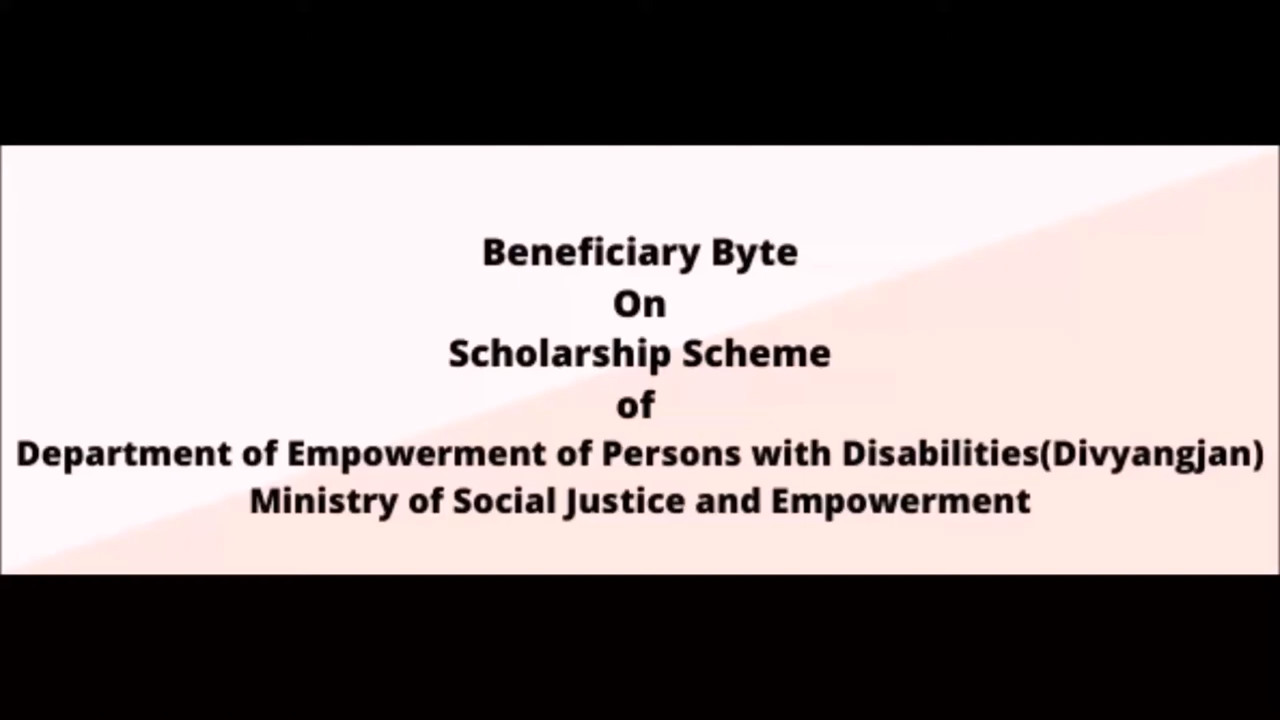 Beneficiary Byte
On
Scholarship Scheme
of
Department of Empowerment of Persons with Disabilities(Divyangjan)
Ministry of Social Justice and Empowerment